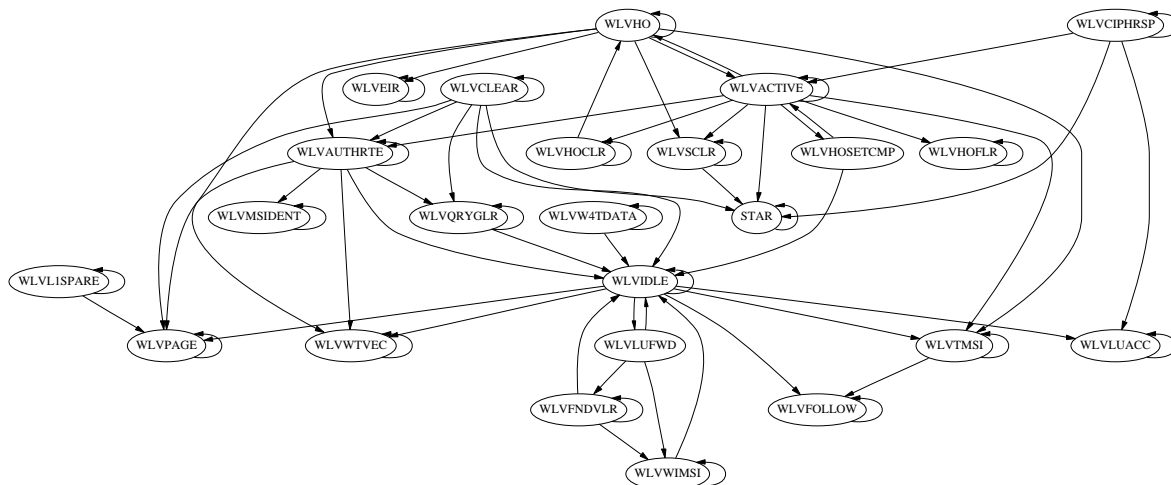 WLVHO
WLVCIPHRSP
WLVEIR
WLVCLEAR
WLVACTIVE
WLVAUTHRTE
WLVHOCLR
WLVSCLR
WLVHOSETCMP
WLVHOFLR
WLVMSIDENT
WLVQRYGLR
WLVW4TDATA
STAR
WLVL1SPARE
WLVIDLE
WLVPAGE
WLVWTVEC
WLVLUFWD
WLVTMSI
WLVLUACC
WLVFNDVLR
WLVFOLLOW
WLVWIMSI